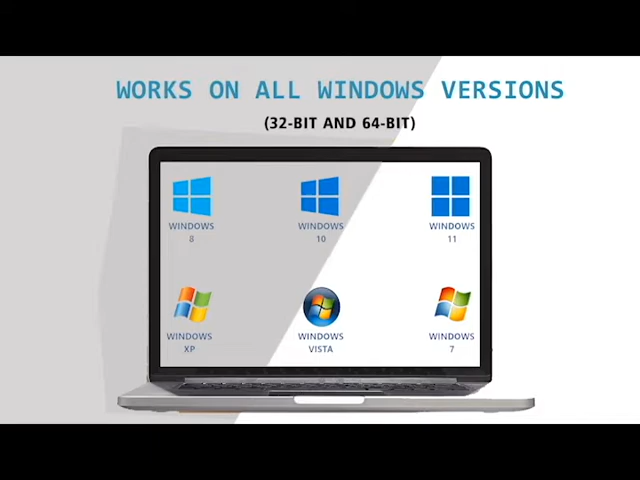 WORKS ON ALL WINDOWS VERSIONS
(32-BIT AND 64-BIT)
WINDOWS
8
WINDOWS
10
WINDOWS
11
WINDOWS
XP
WINDOWS
VISTA
WINDOWS
7